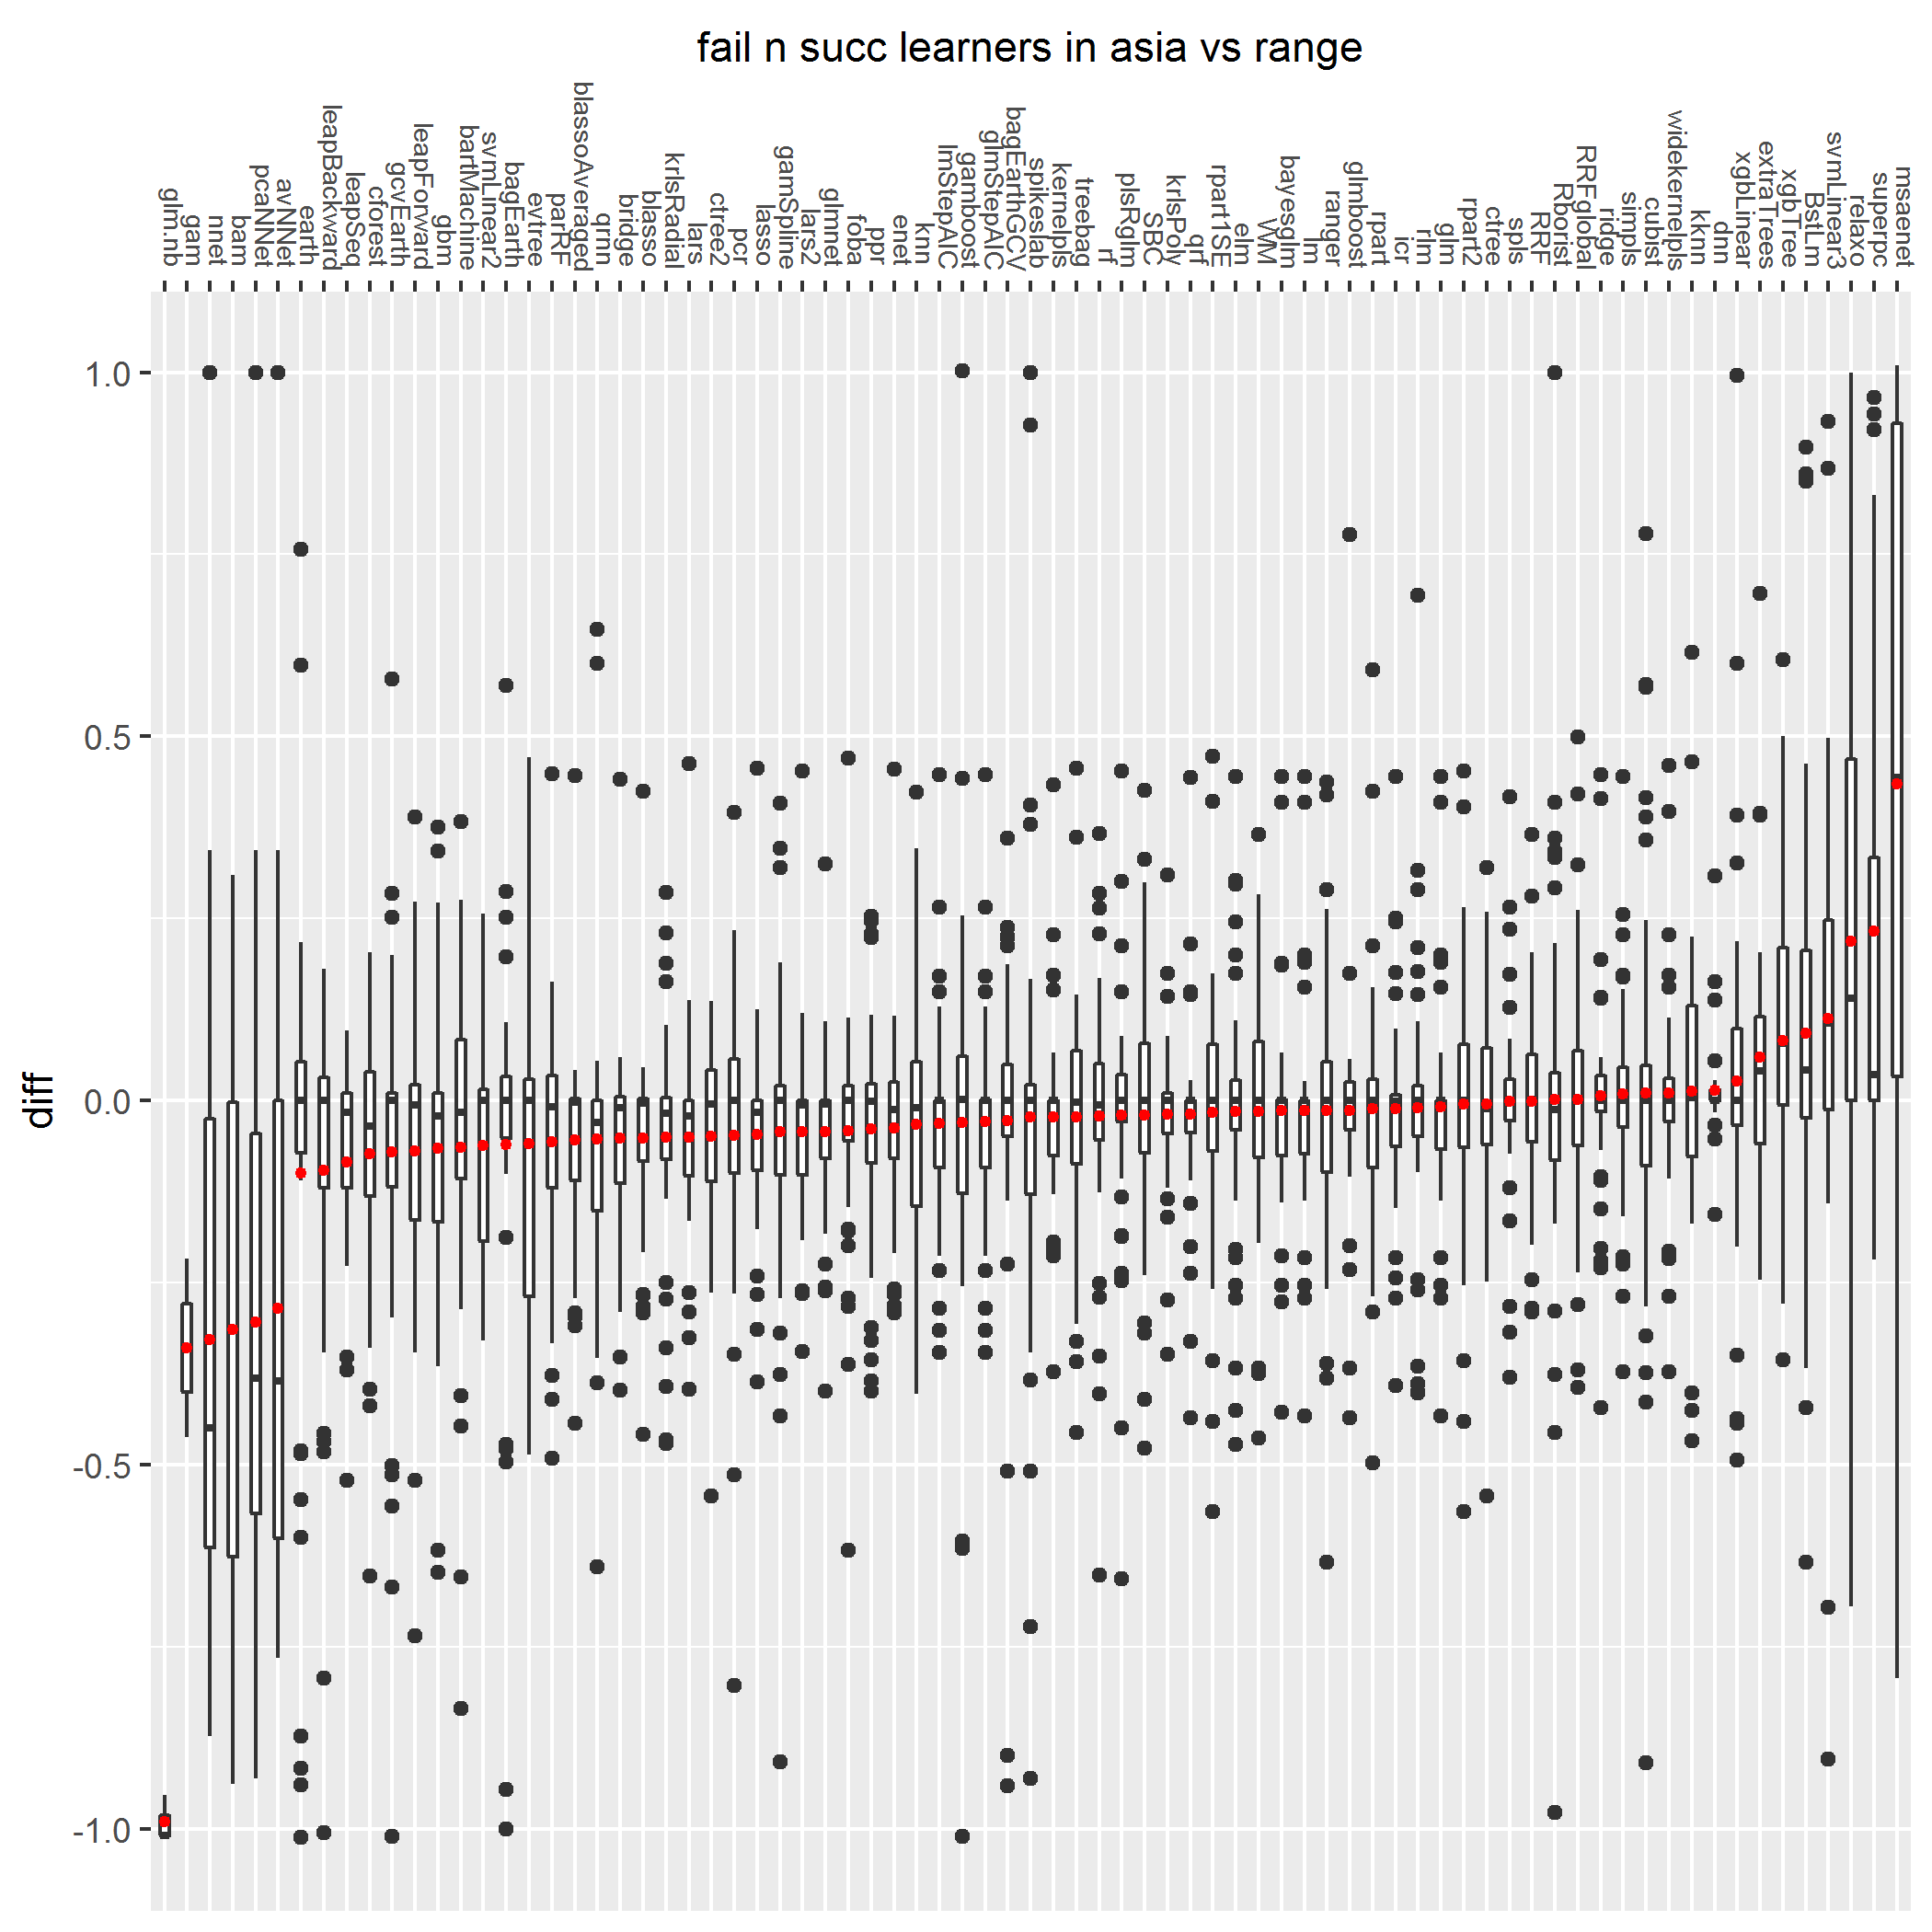 fail n succ learners in asia vs range
glm.nb
gam
nnet
bam
pcaNNet
avNNet
earth
leapBackward
leapSeq
cforest
gcvEarth
leapForward
gbm
bartMachine
svmLinear2
bagEarth
evtree
parRF
blassoAveraged
qrnn
bridge
blasso
krlsRadial
lars
ctree2
pcr
lasso
gamSpline
lars2
glmnet
foba
ppr
enet
knn
lmStepAIC
gamboost
glmStepAIC
bagEarthGCV
spikeslab
kernelpls
treebag
rf
plsRglm
SBC
krlsPoly
qrf
rpart1SE
elm
WM
bayesglm
lm
ranger
glmboost
rpart
icr
rlm
glm
rpart2
ctree
spls
RRF
Rborist
RRFglobal
ridge
simpls
cubist
widekernelpls
kknn
dnn
xgbLinear
extraTrees
xgbTree
BstLm
svmLinear3
relaxo
superpc
msaenet
1.0
0.5
0.0
-0.5
-1.0
diff